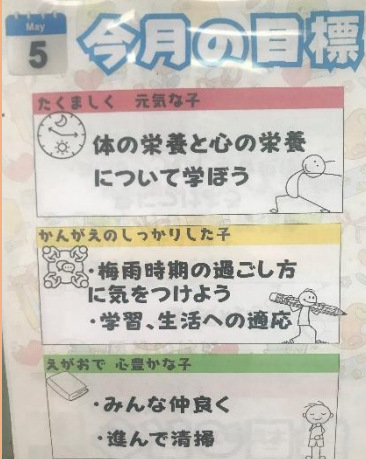 May
5
今月の目標
たくましく 元気な子
体の栄養と心の栄養
について学ぼう
かんがえのしっかりした子
・梅雨時期の過ごし方
に気をつけよう
・学習、生活への適応
えがおで 心豊かな子
・みんな仲良く
・進んで清掃